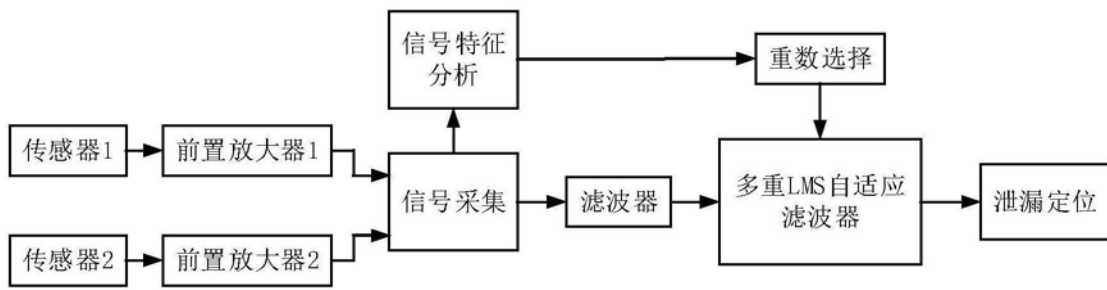 信号特征
分析
重数选择
传感器1
前置放大器1
信号采集
滤波器
多重LMS自适应
滤波器
泄漏定位
传感器2
前置放大器2